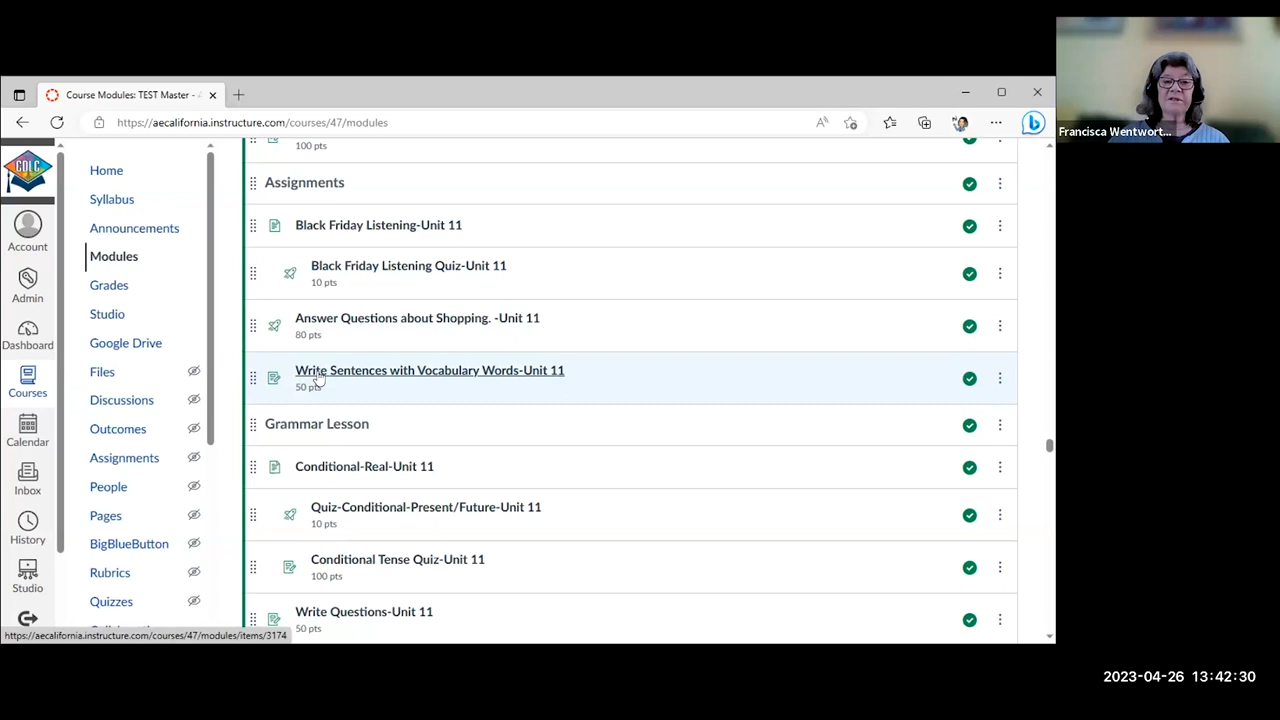 Course Modules: TEST Master -
https://aecalifornia.instructure.com/courses/47/modules
Francisca Wentwort...
CDLC
Account
Admin
Dashboard
Courses
Calendar
Inbox
History
Studio
Home
Syllabus
Announcements
Modules
Grades
Studio
Google Drive
Files
Discussions
Outcomes
Assignments
People
Pages
BigBlueButton
Rubrics
Quizzes
100 pts
Assignments
Black Friday Listening-Unit 11
Black Friday Listening Quiz-Unit 11
10 pts
Answer Questions about Shopping. -Unit 11
80 pts
Write Sentences with Vocabulary Words-Unit 11
50 pts
Grammar Lesson
Conditional-Real-Unit 11
Quiz-Conditional-Present/Future-Unit 11
10 pts
Conditional Tense Quiz-Unit 11
100 pts
Write Questions-Unit 11
50 pts
https://aecalifornia.instructure.com/courses/47/modules/items/3174
2023-04-26 13:42:30